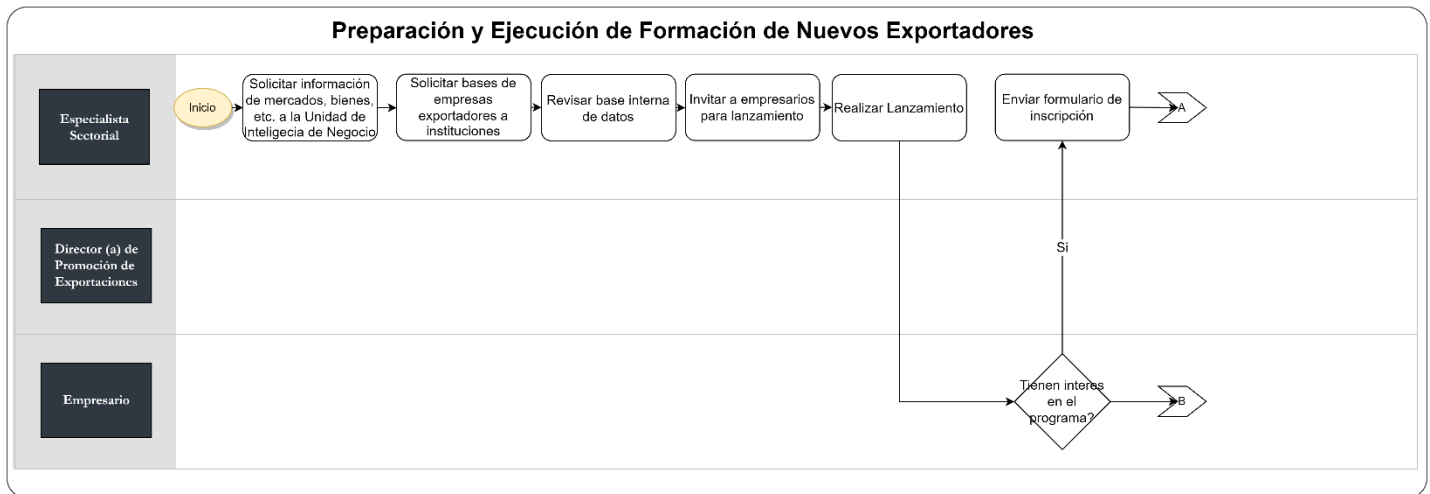 Preparación y Ejecución de Formación de Nuevos Exportadores
Especialista
Sectorial
Inicio
Solicitar información
de mercados, bienes,
etc. a la Unidad de
Inteligecia de Negocio
Solicitar bases de
empresas
exportadores a
instituciones
Revisar base interna
de datos
Invitar a empresarios
para lanzamiento
Realizar Lanzamiento
Enviar formulario de
inscripción
A
Director (a) de
Promoción de
Exportaciones
Si
Empresario
Tienen interes
en el
programa?
B